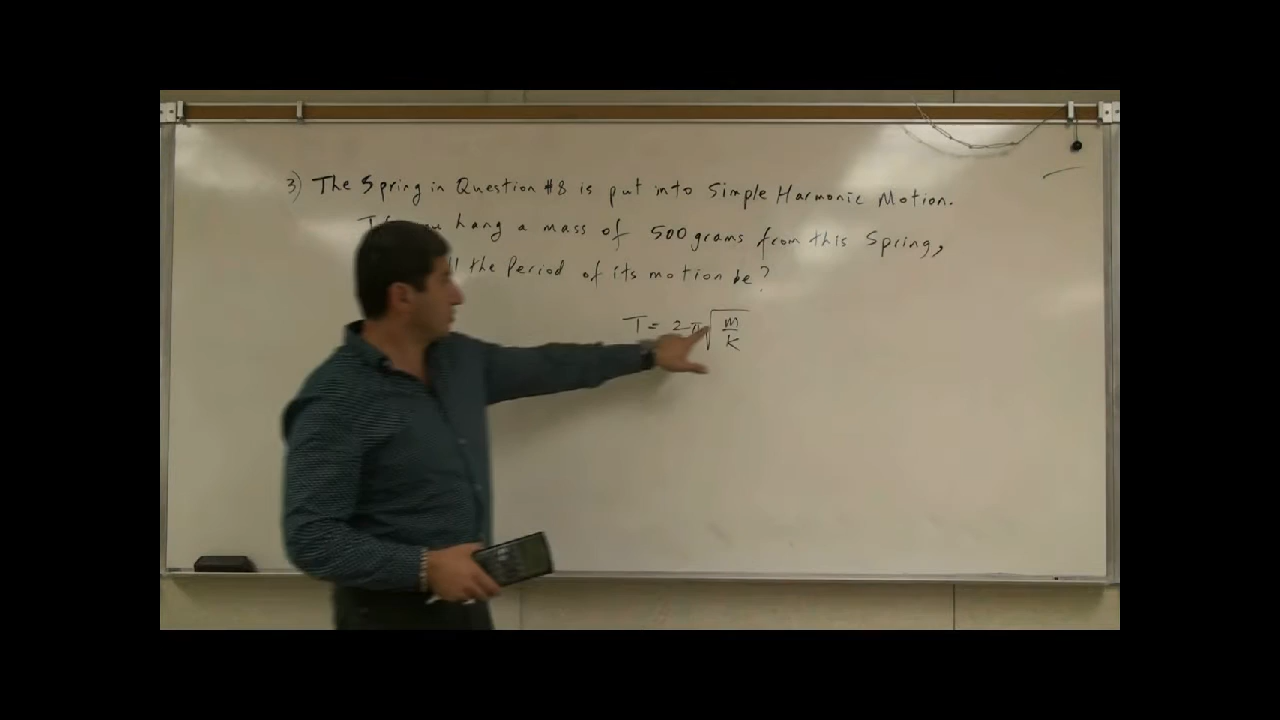 3) The Spring in Question #8 is put into Simple Harmonic Motion.
hang a mass of 500 grams from this Spring,
the Period of its motion be?
T = 2π√(m/k)